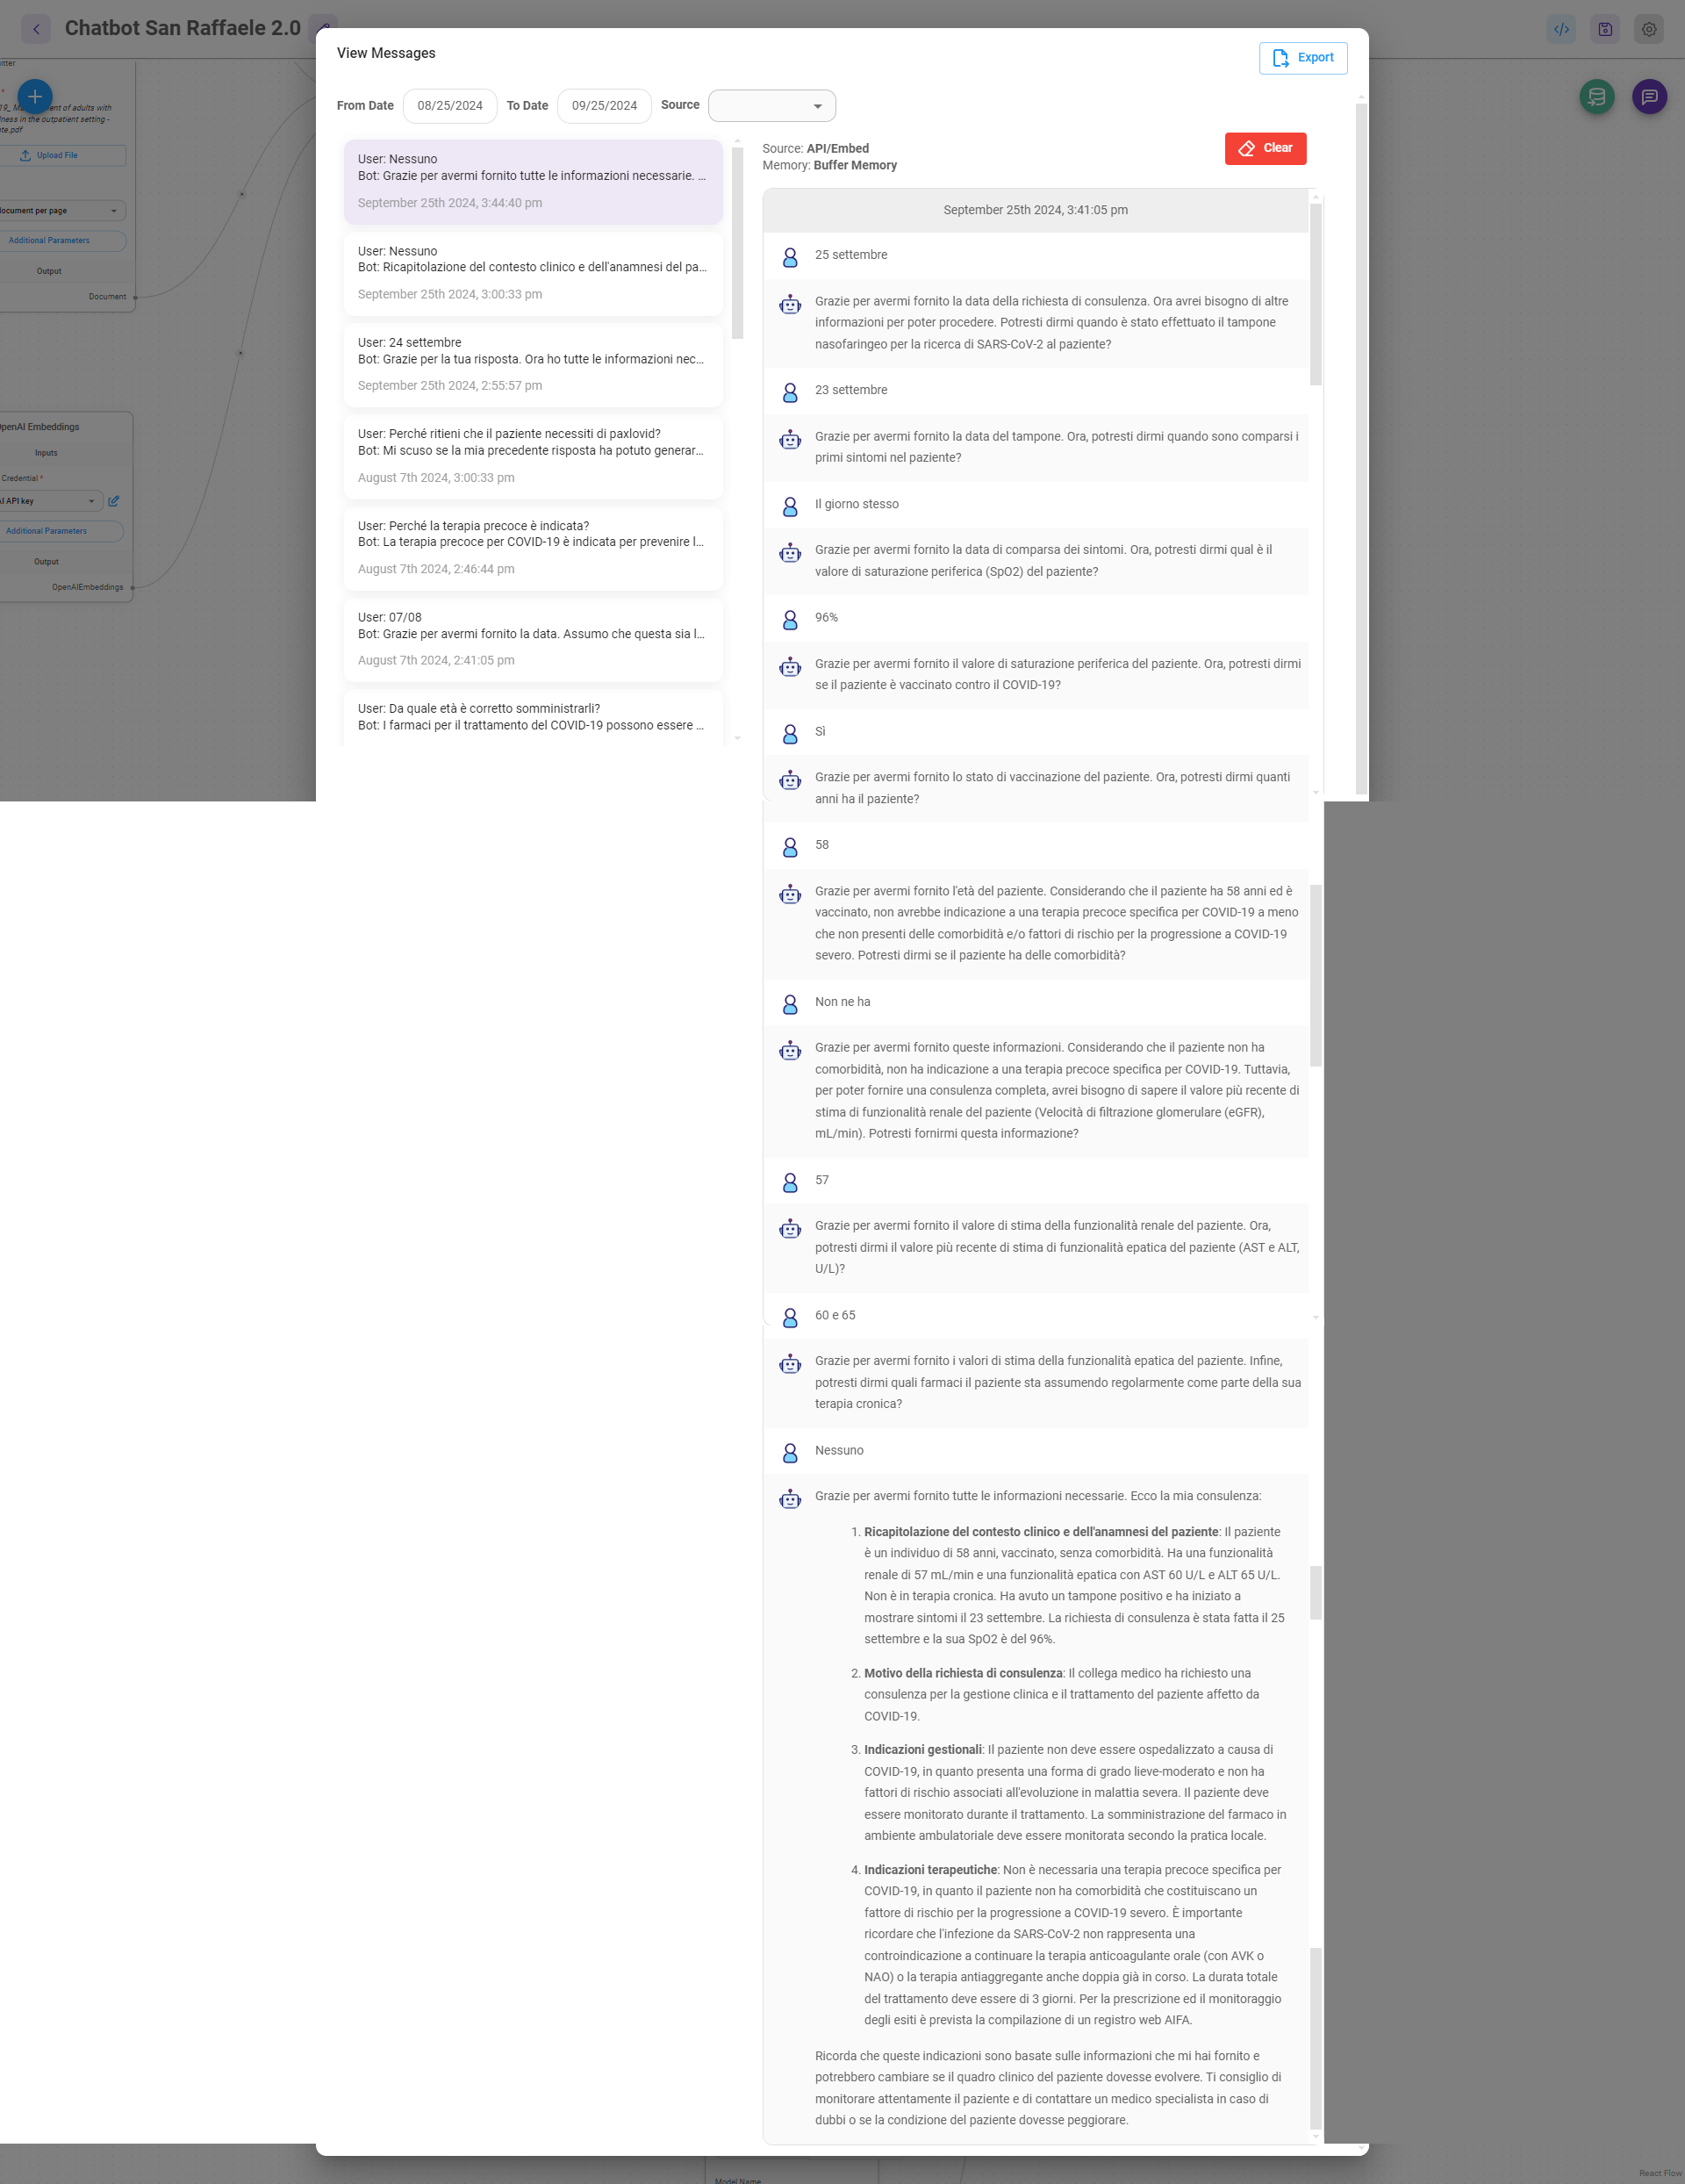 Chatbot San Raffaele 2.0
itter
19_ Ma
ent of adults with
lness in the outpatient setting -
te.pdf
Upload File
document per page
Additional Parameters
Output
Document
OpenAI Embeddings
Inputs
Credential *
AI API key
Additional Parameters
Output
OpenAIEmbeddings
View Messages
Export
From Date 08/25/2024 To Date 09/25/2024 Source
User: Nessuno
Bot: Grazie per avermi fornito tutte le informazioni necessarie. ...
September 25th 2024, 3:44:40 pm
User: Nessuno
Bot: Ricapitolazione del contesto clinico e dell'anamnesi del pa...
September 25th 2024, 3:00:33 pm
User: 24 settembre
Bot: Grazie per la tua risposta. Ora ho tutte le informazioni nec...
September 25th 2024, 2:55:57 pm
User: Perché ritieni che il paziente necessiti di paxlovid?
Bot: Mi scuso se la mia precedente risposta ha potuto generar...
August 7th 2024, 3:00:33 pm
User: Perché la terapia precoce è indicata?
Bot: La terapia precoce per COVID-19 è indicata per prevenire l...
August 7th 2024, 2:46:44 pm
User: 07/08
Bot: Grazie per avermi fornito la data. Assumo che questa sia l...
August 7th 2024, 2:41:05 pm
User: Da quale età è corretto somministrarli?
Bot: I farmaci per il trattamento del COVID-19 possono essere ...
Source: API/Embed
Memory: Buffer Memory
Clear
September 25th 2024, 3:41:05 pm
25 settembre
Grazie per avermi fornito la data della richiesta di consulenza. Ora avrei bisogno di altre
informazioni per poter procedere. Potresti dirmi quando è stato effettuato il tampone
nasofaringeo per la ricerca di SARS-CoV-2 al paziente?
23 settembre
Grazie per avermi fornito la data del tampone. Ora, potresti dirmi quando sono comparsi i
primi sintomi nel paziente?
Il giorno stesso
Grazie per avermi fornito la data di comparsa dei sintomi. Ora, potresti dirmi qual è il
valore di saturazione periferica (SpO2) del paziente?
96%
Grazie per avermi fornito il valore di saturazione periferica del paziente. Ora, potresti dirmi
se il paziente è vaccinato contro il COVID-19?
Sì
Grazie per avermi fornito lo stato di vaccinazione del paziente. Ora, potresti dirmi quanti
anni ha il paziente?
58
Grazie per avermi fornito l'età del paziente. Considerando che il paziente ha 58 anni ed è
vaccinato, non avrebbe indicazione a una terapia precoce specifica per COVID-19 a meno
che non presenti delle comorbidità e/o fattori di rischio per la progressione a COVID-19
severo. Potresti dirmi se il paziente ha delle comorbidità?
Non ne ha
Grazie per avermi fornito queste informazioni. Considerando che il paziente non ha
comorbidità, non ha indicazione a una terapia precoce specifica per COVID-19. Tuttavia,
per poter fornire una consulenza completa, avrei bisogno di sapere il valore più recente di
stima di funzionalità renale del paziente (Velocità di filtrazione glomerulare (eGFR),
mL/min). Potresti fornirmi questa informazione?
57
Grazie per avermi fornito il valore di stima della funzionalità renale del paziente. Ora,
potresti dirmi il valore più recente di stima di funzionalità epatica del paziente (AST e ALT,
U/L)?
60 e 65
Grazie per avermi fornito i valori di stima della funzionalità epatica del paziente. Infine,
potresti dirmi quali farmaci il paziente sta assumendo regolarmente come parte della sua
terapia cronica?
Nessuno
Grazie per avermi fornito tutte le informazioni necessarie. Ecco la mia consulenza:
1. Ricapitolazione del contesto clinico e dell'anamnesi del paziente: Il paziente
è un individuo di 58 anni, vaccinato, senza comorbidità. Ha una funzionalità
renale di 57 mL/min e una funzionalità epatica con AST 60 U/L e ALT 65 U/L.
Non è in terapia cronica. Ha avuto un tampone positivo e ha iniziato a
mostrare sintomi il 23 settembre. La richiesta di consulenza è stata fatta il 25
settembre e la sua SpO2 è del 96%.
2. Motivo della richiesta di consulenza: Il collega medico ha richiesto una
consulenza per la gestione clinica e il trattamento del paziente affetto da
COVID-19.
3. Indicazioni gestionali: Il paziente non deve essere ospedalizzato a causa di
COVID-19, in quanto presenta una forma di grado lieve-moderato e non ha
fattori di rischio associati all'evoluzione in malattia severa. Il paziente deve
essere monitorato durante il trattamento. La somministrazione del farmaco in
ambiente ambulatoriale deve essere monitorata secondo la pratica locale.
4. Indicazioni terapeutiche: Non è necessaria una terapia precoce specifica per
COVID-19, in quanto il paziente non ha comorbidità che costituiscano un
fattore di rischio per la progressione a COVID-19 severo. È importante
ricordare che l'infezione da SARS-CoV-2 non rappresenta una
controindicazione a continuare la terapia anticoagulante orale (con AVK o
NAO) o la terapia antiaggregante anche doppia già in corso. La durata totale
del trattamento deve essere di 3 giorni. Per la prescrizione ed il monitoraggio
degli esiti è prevista la compilazione di un registro web AIFA.
Ricorda che queste indicazioni sono basate sulle informazioni che mi hai fornito e
potrebbero cambiare se il quadro clinico del paziente dovesse evolvere. Ti consiglio di
monitorare attentamente il paziente e di contattare un medico specialista in caso di
dubbi o se la condizione del paziente dovesse peggiorare.
Model Name
React Flow